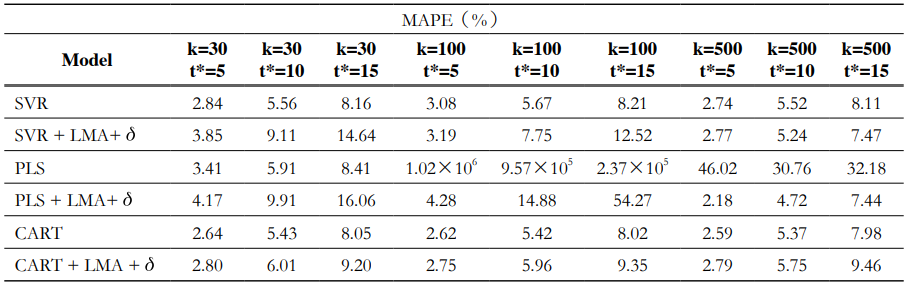 MAPE（%）
Model k=30 t*=5 k=30 t*=10 k=30 t*=15 k=100 t*=5 k=100 t*=10 k=100 t*=15 k=500 t*=5 k=500 t*=10 k=500 t*=15
SVR 2.84 5.56 8.16 3.08 5.67 8.21 2.74 5.52 8.11
SVR + LMA+ δ 3.85 9.11 14.64 3.19 7.75 12.52 2.77 5.24 7.47
PLS 3.41 5.91 8.41 1.02×10⁶ 9.57×10⁵ 2.37×10⁵ 46.02 30.76 32.18
PLS + LMA+ δ 4.17 9.91 16.06 4.28 14.88 54.27 2.18 4.72 7.44
CART 2.64 5.43 8.05 2.62 5.42 8.02 2.59 5.37 7.98
CART + LMA + δ 2.80 6.01 9.20 2.75 5.96 9.35 2.79 5.75 9.46